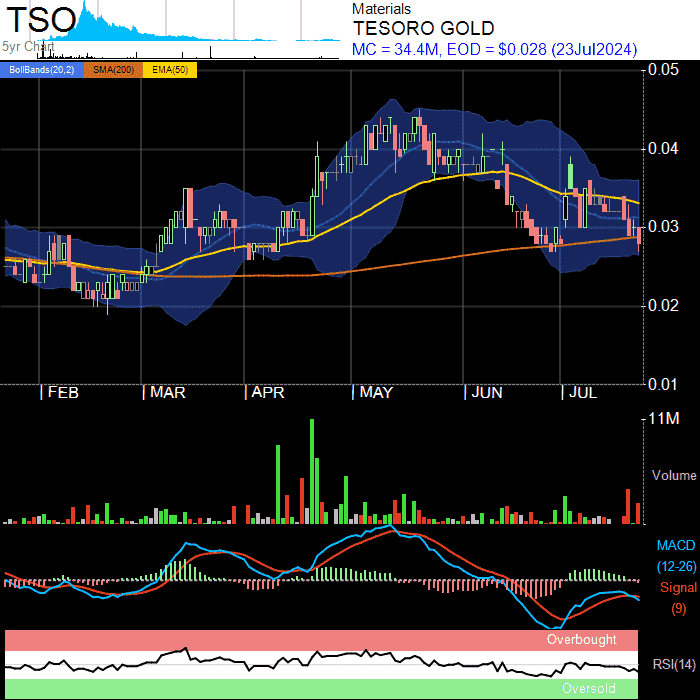 TSO
5yr Chart
Materials
TESORO GOLD
MC = 34.4M, EOD = $0.028 (23Jul2024)
BollBands(20,2) SMA(200) EMA(50)
0.05
0.04
0.03
0.02
0.01
FEB MAR APR MAY JUN JUL
11M
Volume
MACD
(12-26)
Signal
(9)
Overbought
RSI(14)
Oversold